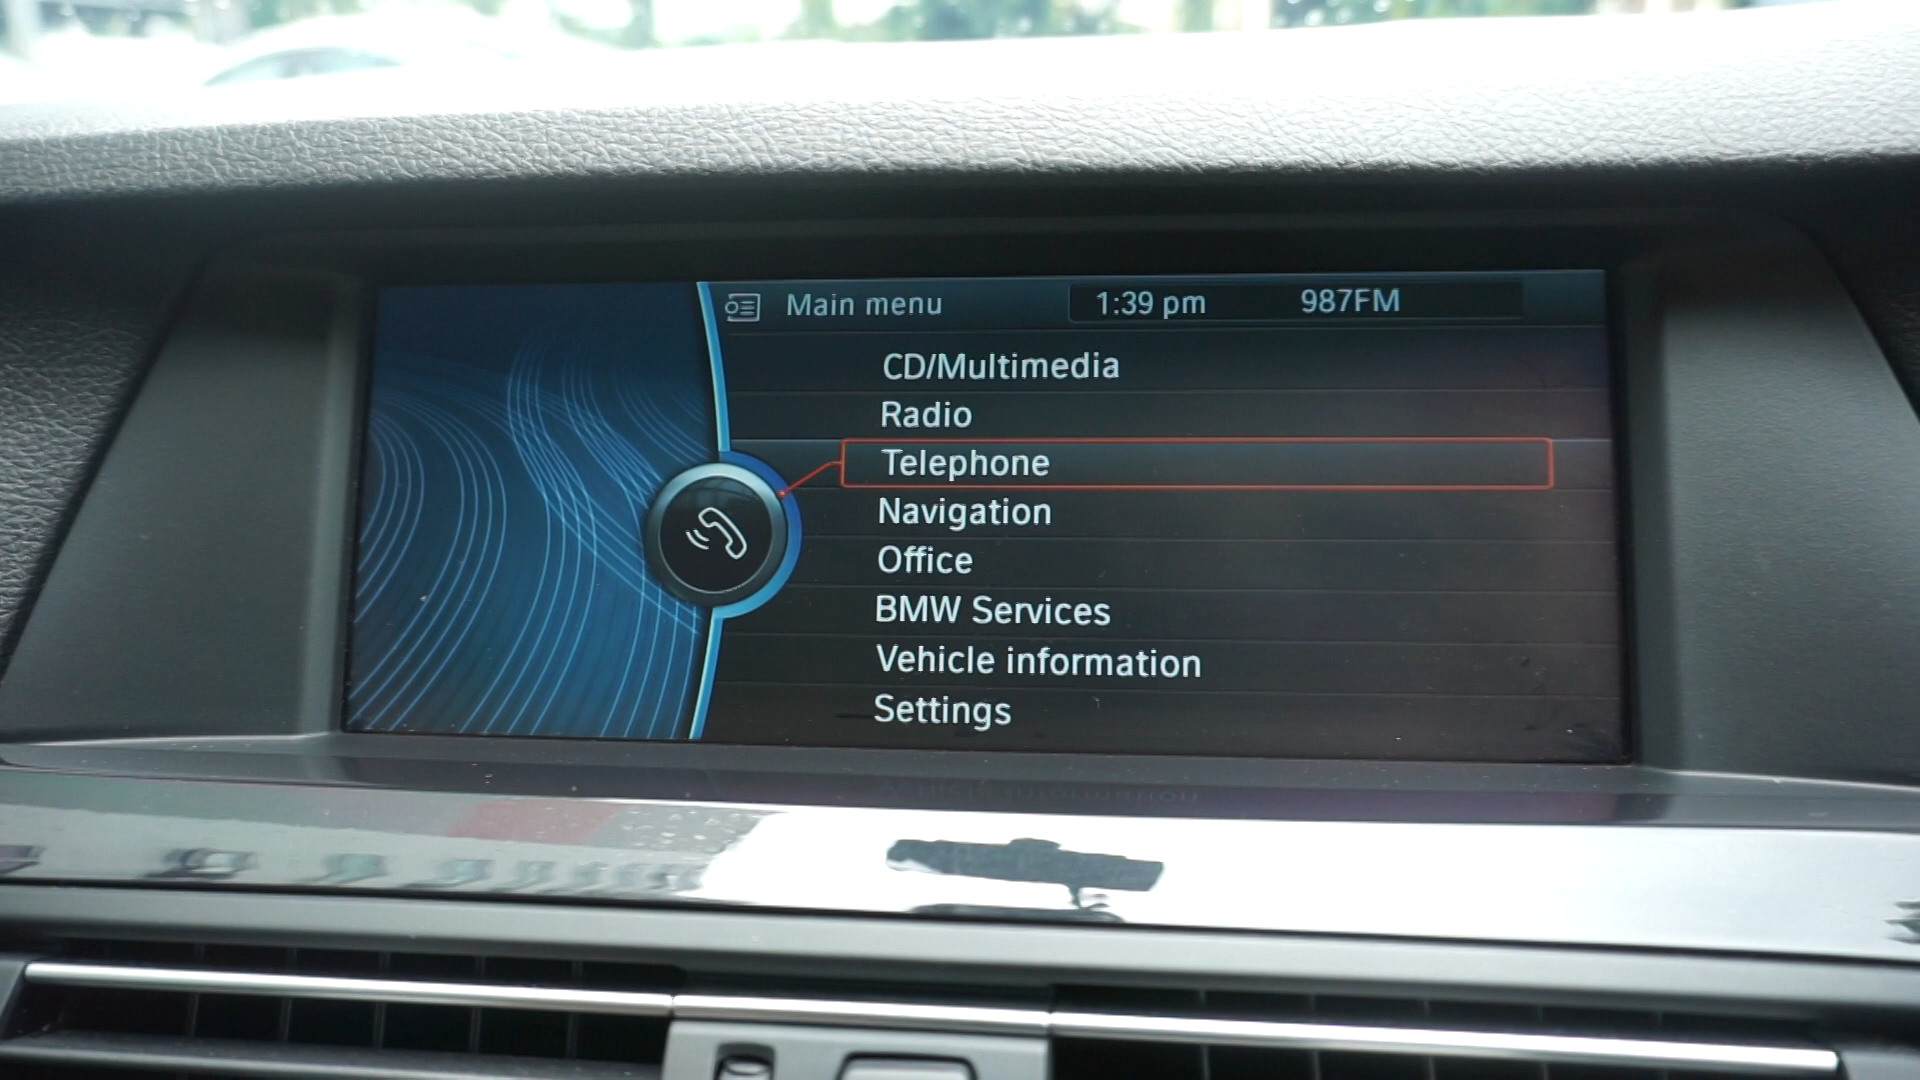 Main menu
1:39 pm
987FM
CD/Multimedia
Radio
Telephone
Navigation
Office
BMW Services
Vehicle information
Settings